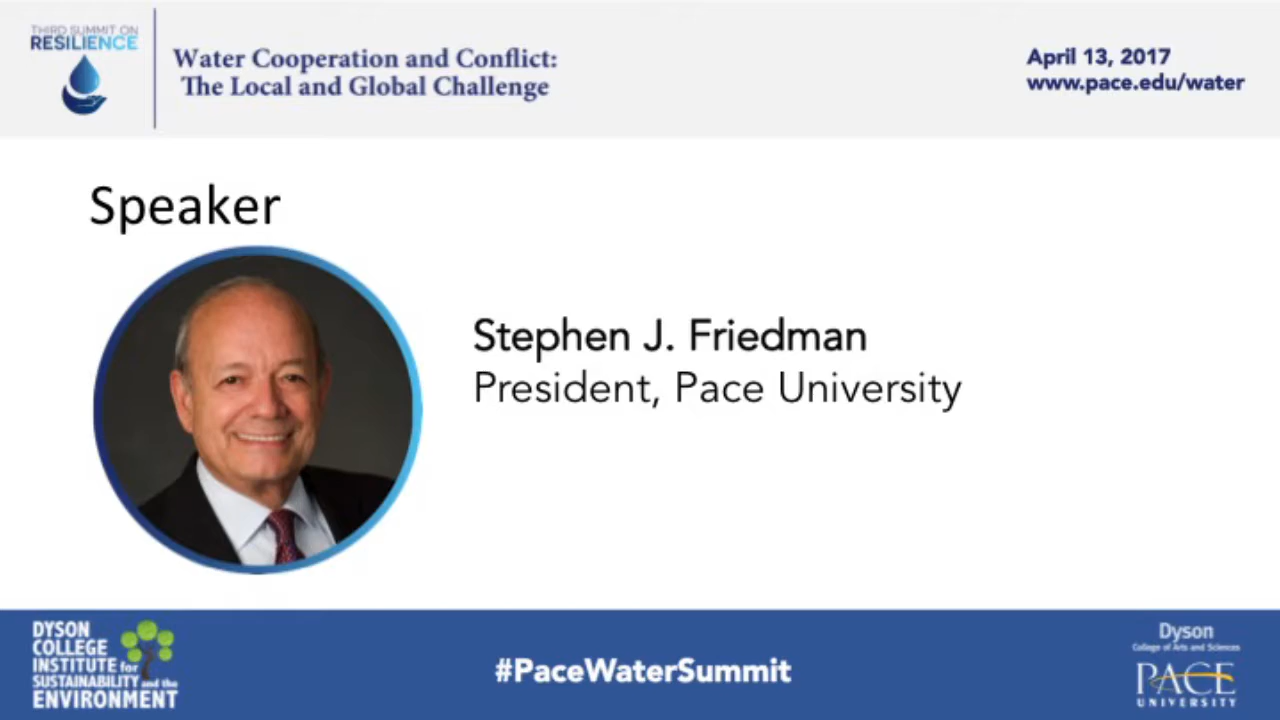 THIRD SUMMIT ON
RESILIENCE
Water Cooperation and Conflict:
The Local and Global Challenge
April 13, 2017
www.pace.edu/water
Speaker
Stephen J. Friedman
President, Pace University
DYSON
COLLEGE
INSTITUTE for
SUSTAINABILITY and the
ENVIRONMENT
#PaceWaterSummit
Dyson
College of Arts and Sciences
PACE
UNIVERSITY